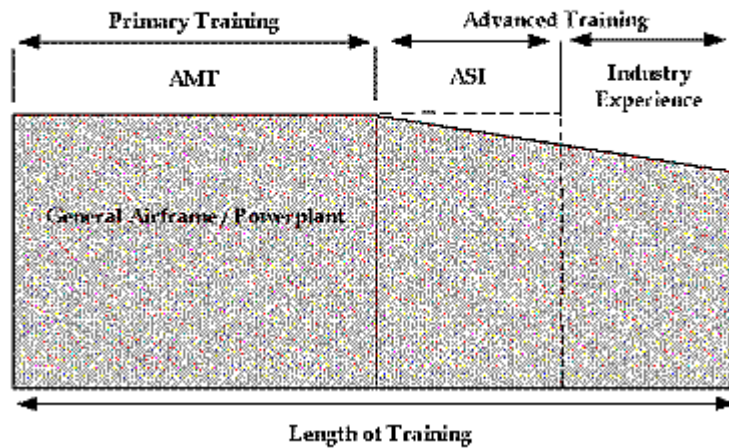 Primary Training
Advanced Training
AMT
ASI
Industry
Experience
General Airframe / Powerplant
Length of Training